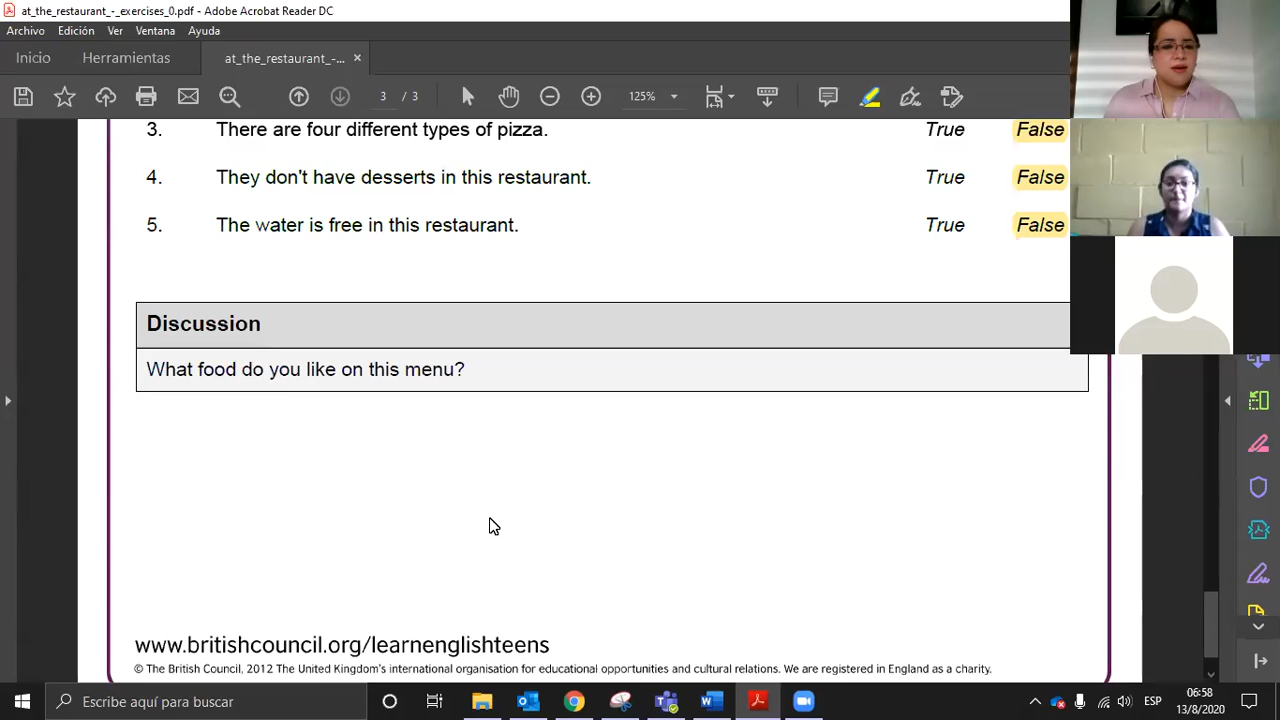 at_the_restaurant_-_exercises_0.pdf - Adobe Acrobat Reader DC
Archivo Edición Ver Ventana Ayuda
Inicio Herramientas at_the_restaurant_-... ×
3 / 3 125%
3. There are four different types of pizza. True False
4. They don't have desserts in this restaurant. True False
5. The water is free in this restaurant. True False
Discussion
What food do you like on this menu?
www.britishcouncil.org/learnenglishteens
© The British Council, 2012 The United Kingdom's international organisation for educational opportunities and cultural relations. We are registered in England as a charity.
Escribe aquí para buscar
ESP
06:58
13/8/2020